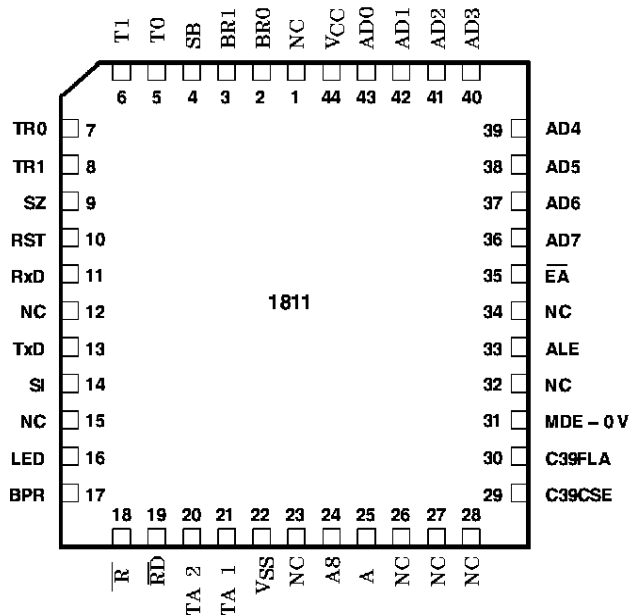 T1 T0 SB BR1 BR0 NC VCC AD0 AD1 AD2 AD3
6 5 4 3 2 1 44 43 42 41 40
TR0 7 39 AD4
TR1 8 38 AD5
SZ 9 37 AD6
RST 10 36 AD7
RxD 11 35 E̅A̅
NC 12 1811 34 NC
TxD 13 33 ALE
SI 14 32 NC
NC 15 31 MDE – 0 V
LED 16 30 C39FLA
BPR 17 29 C39CSE
18 19 20 21 22 23 24 25 26 27 28
R̅ R̅D̅ TA 2 TA 1 VSS NC A8 A NC NC NC